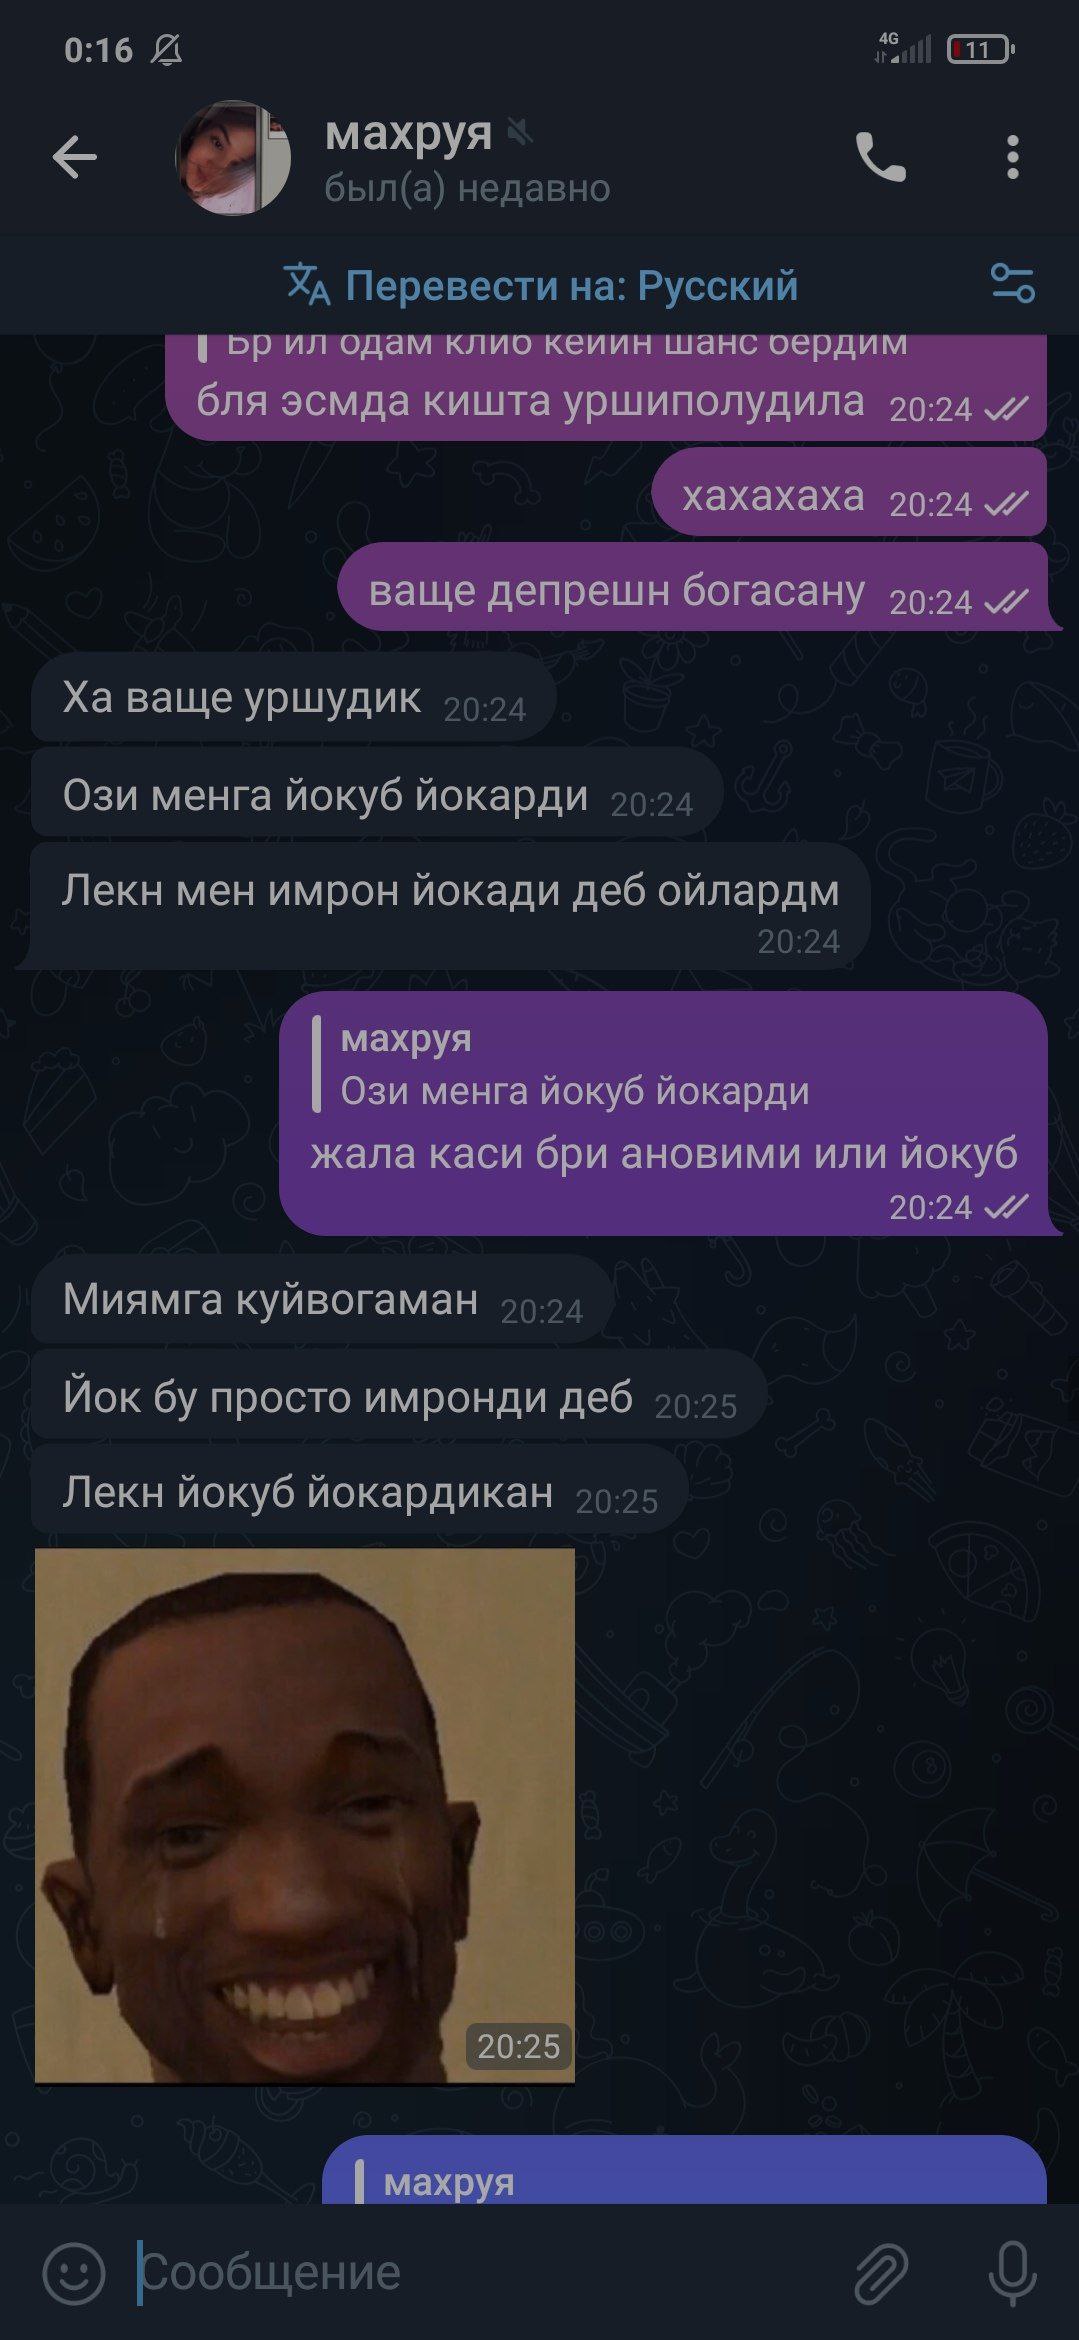 0:16
4G
11
махруя
был(а) недавно
Перевести на: Русский
Бр ил одам клиб кейин шанс бердим
бля эсмда кишта уршиполудила 20:24
хахахаха 20:24
ваще депрешн богасану 20:24
Ха ваще уршудик 20:24
Ози менга йокуб йокарди 20:24
Лекн мен имрон йокади деб ойлардм
20:24
махруя
Ози менга йокуб йокарди
жала каси бри ановими или йокуб
20:24
Миямга куйвогаман 20:24
Йок бу просто имронди деб 20:25
Лекн йокуб йокардикан 20:25
20:25
махруя
Сообщение